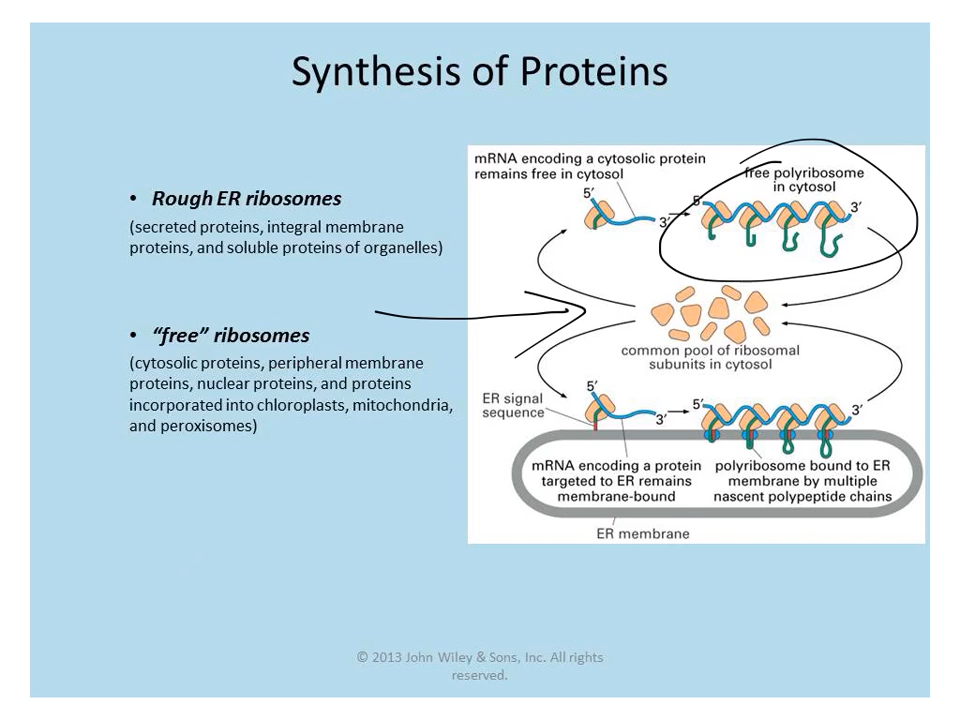 Synthesis of Proteins
• Rough ER ribosomes
(secreted proteins, integral membrane
proteins, and soluble proteins of organelles)
• “free” ribosomes
(cytosolic proteins, peripheral membrane
proteins, nuclear proteins, and proteins
incorporated into chloroplasts, mitochondria,
and peroxisomes)
mRNA encoding a cytosolic protein
remains free in cytosol
free polyribosome
in cytosol
5′
3′
5′
3′
common pool of ribosomal
subunits in cytosol
ER signal
sequence
5′
3′
5′
3′
mRNA encoding a protein
targeted to ER remains
membrane-bound
polyribosome bound to ER
membrane by multiple
nascent polypeptide chains
ER membrane
© 2013 John Wiley & Sons, Inc. All rights
reserved.